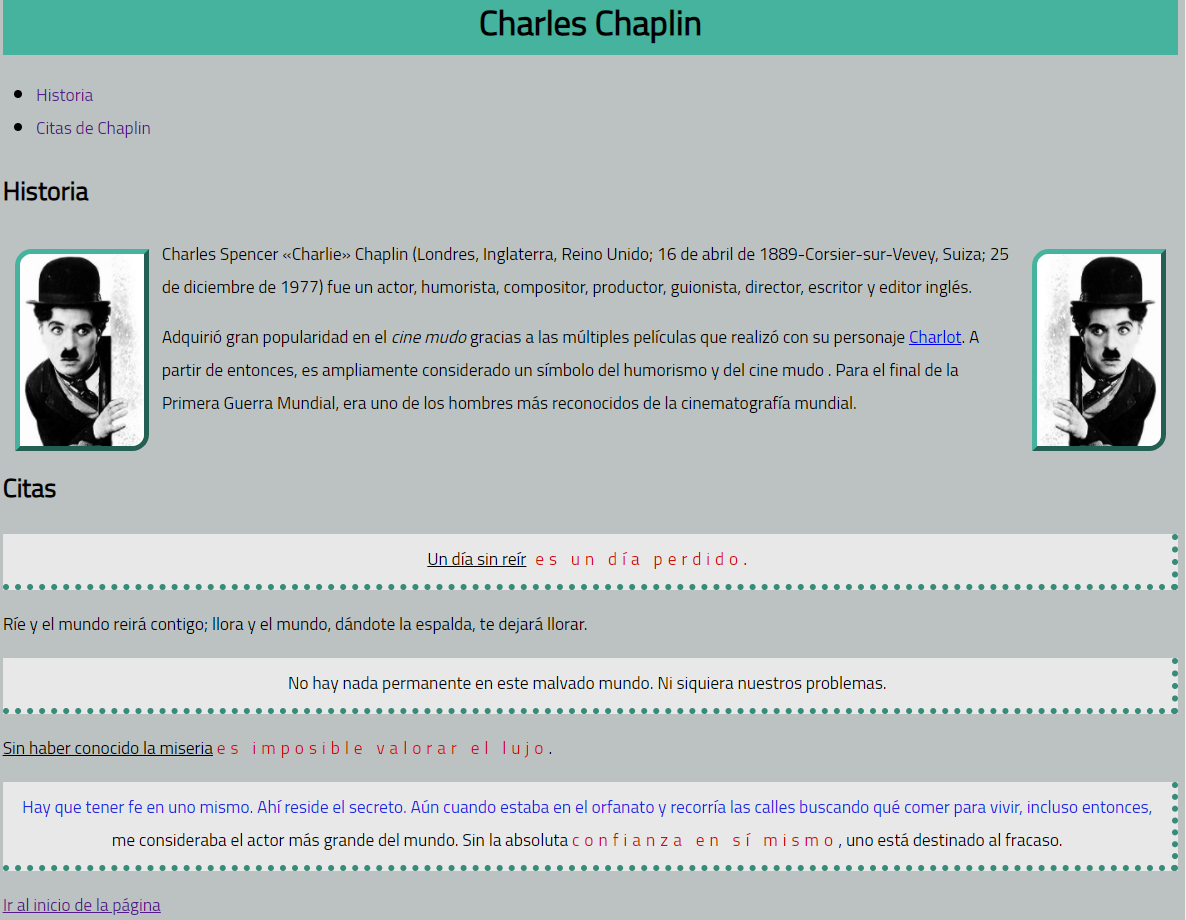 Charles Chaplin
Historia
Citas de Chaplin
Historia
Charles Spencer «Charlie» Chaplin (Londres, Inglaterra, Reino Unido; 16 de abril de 1889-Corsier-sur-Vevey, Suiza; 25
de diciembre de 1977) fue un actor, humorista, compositor, productor, guionista, director, escritor y editor inglés.
Adquirió gran popularidad en el cine mudo gracias a las múltiples películas que realizó con su personaje Charlot. A
partir de entonces, es ampliamente considerado un símbolo del humorismo y del cine mudo . Para el final de la
Primera Guerra Mundial, era uno de los hombres más reconocidos de la cinematografía mundial.
Citas
Un día sin reír es un día perdido.
Ríe y el mundo reirá contigo; llora y el mundo, dándote la espalda, te dejará llorar.
No hay nada permanente en este malvado mundo. Ni siquiera nuestros problemas.
Sin haber conocido la miseria es imposible valorar el lujo.
Hay que tener fe en uno mismo. Ahí reside el secreto. Aún cuando estaba en el orfanato y recorría las calles buscando qué comer para vivir, incluso entonces,
me consideraba el actor más grande del mundo. Sin la absoluta confianza en sí mismo, uno está destinado al fracaso.
Ir al inicio de la página